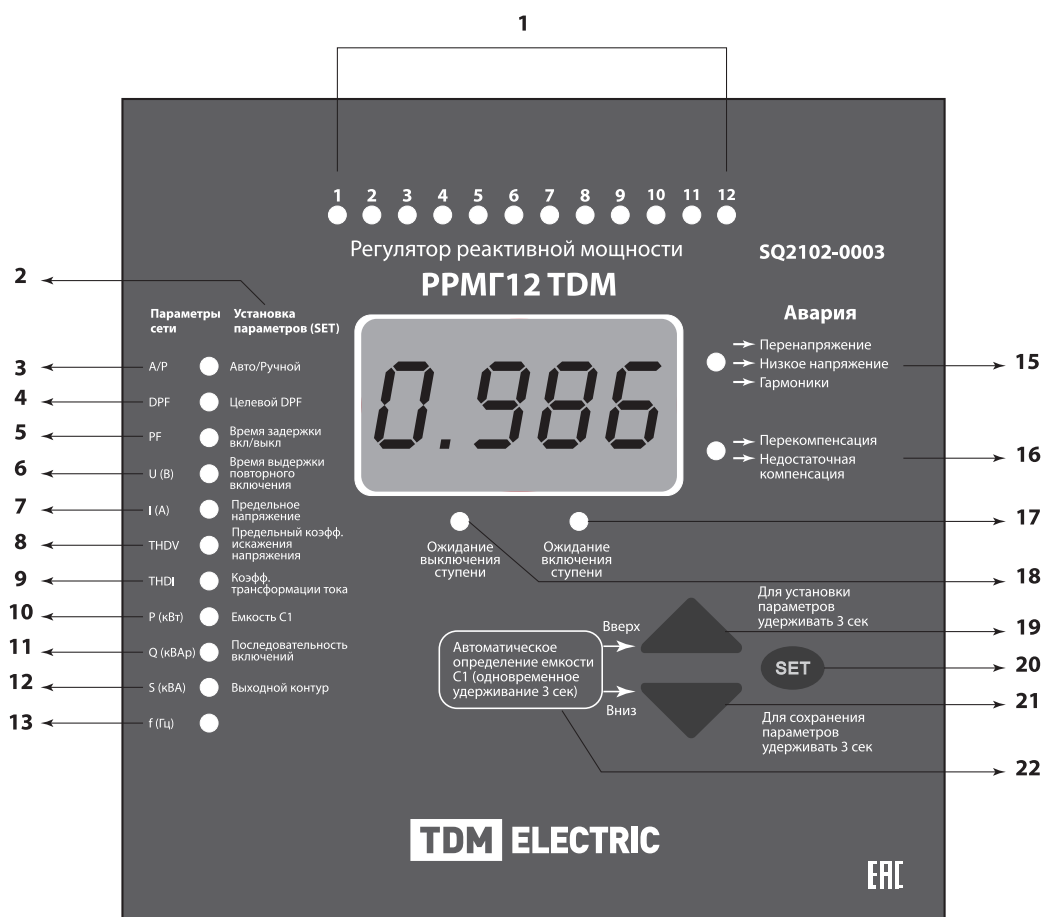 1
1 2 3 4 5 6 7 8 9 10 11 12
Регулятор реактивной мощности
РРМГ12 TDM
SQ2102-0003
2
Параметры
сети
Установка
параметров (SET)
3
A/P
Авто/Ручной
4
DPF
Целевой DPF
5
PF
Время задержки
вкл/выкл
6
U (В)
Время выдержки
повторного
включения
7
I (А)
Предельное
напряжение
8
THDV
Предельный коэфф.
искажения
напряжения
9
THDI
Коэфф.
трансформации тока
10
P (кВт)
Емкость С1
11
Q (кВАр)
Последовательность
включений
12
S (кВА)
Выходной контур
13
f (Гц)
0.986
Авария
Перенапряжение
Низкое напряжение
Гармоники
15
Перекомпенсация
Недостаточная
компенсация
16
17
Ожидание
выключения
ступени
Ожидание
включения
ступени
18
Для установки
параметров
удерживать 3 сек
Вверх
19
Автоматическое
определение емкости
С1 (одновременное
удерживание 3 сек)
SET
20
Вниз
21
Для сохранения
параметров
удерживать 3 сек
22
TDM ELECTRIC
EAC